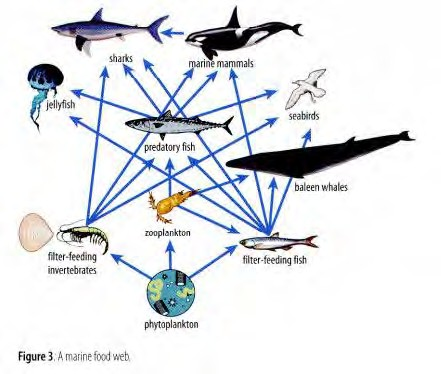 sharks
marine mammals
jellyfish
seabirds
predatory fish
baleen whales
zooplankton
filter-feeding
invertebrates
filter-feeding fish
phytoplankton
Figure 3. A marine food web.